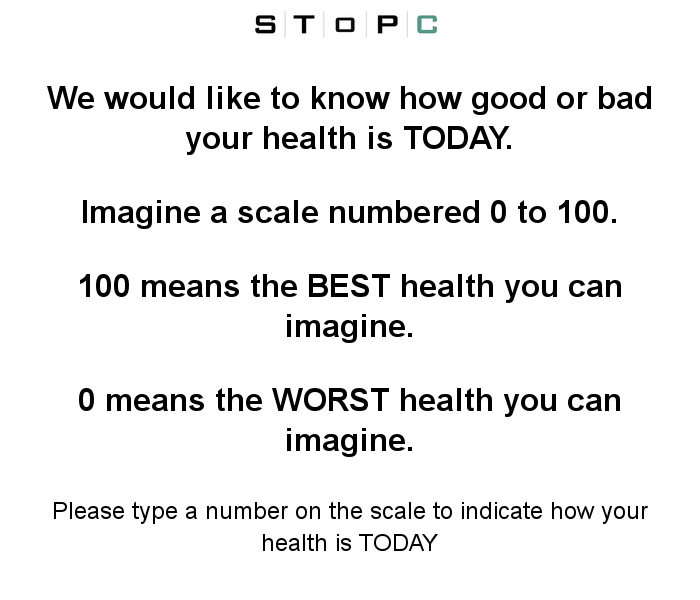 STOPC
We would like to know how good or bad
your health is TODAY.
Imagine a scale numbered 0 to 100.
100 means the BEST health you can
imagine.
0 means the WORST health you can
imagine.
Please type a number on the scale to indicate how your
health is TODAY